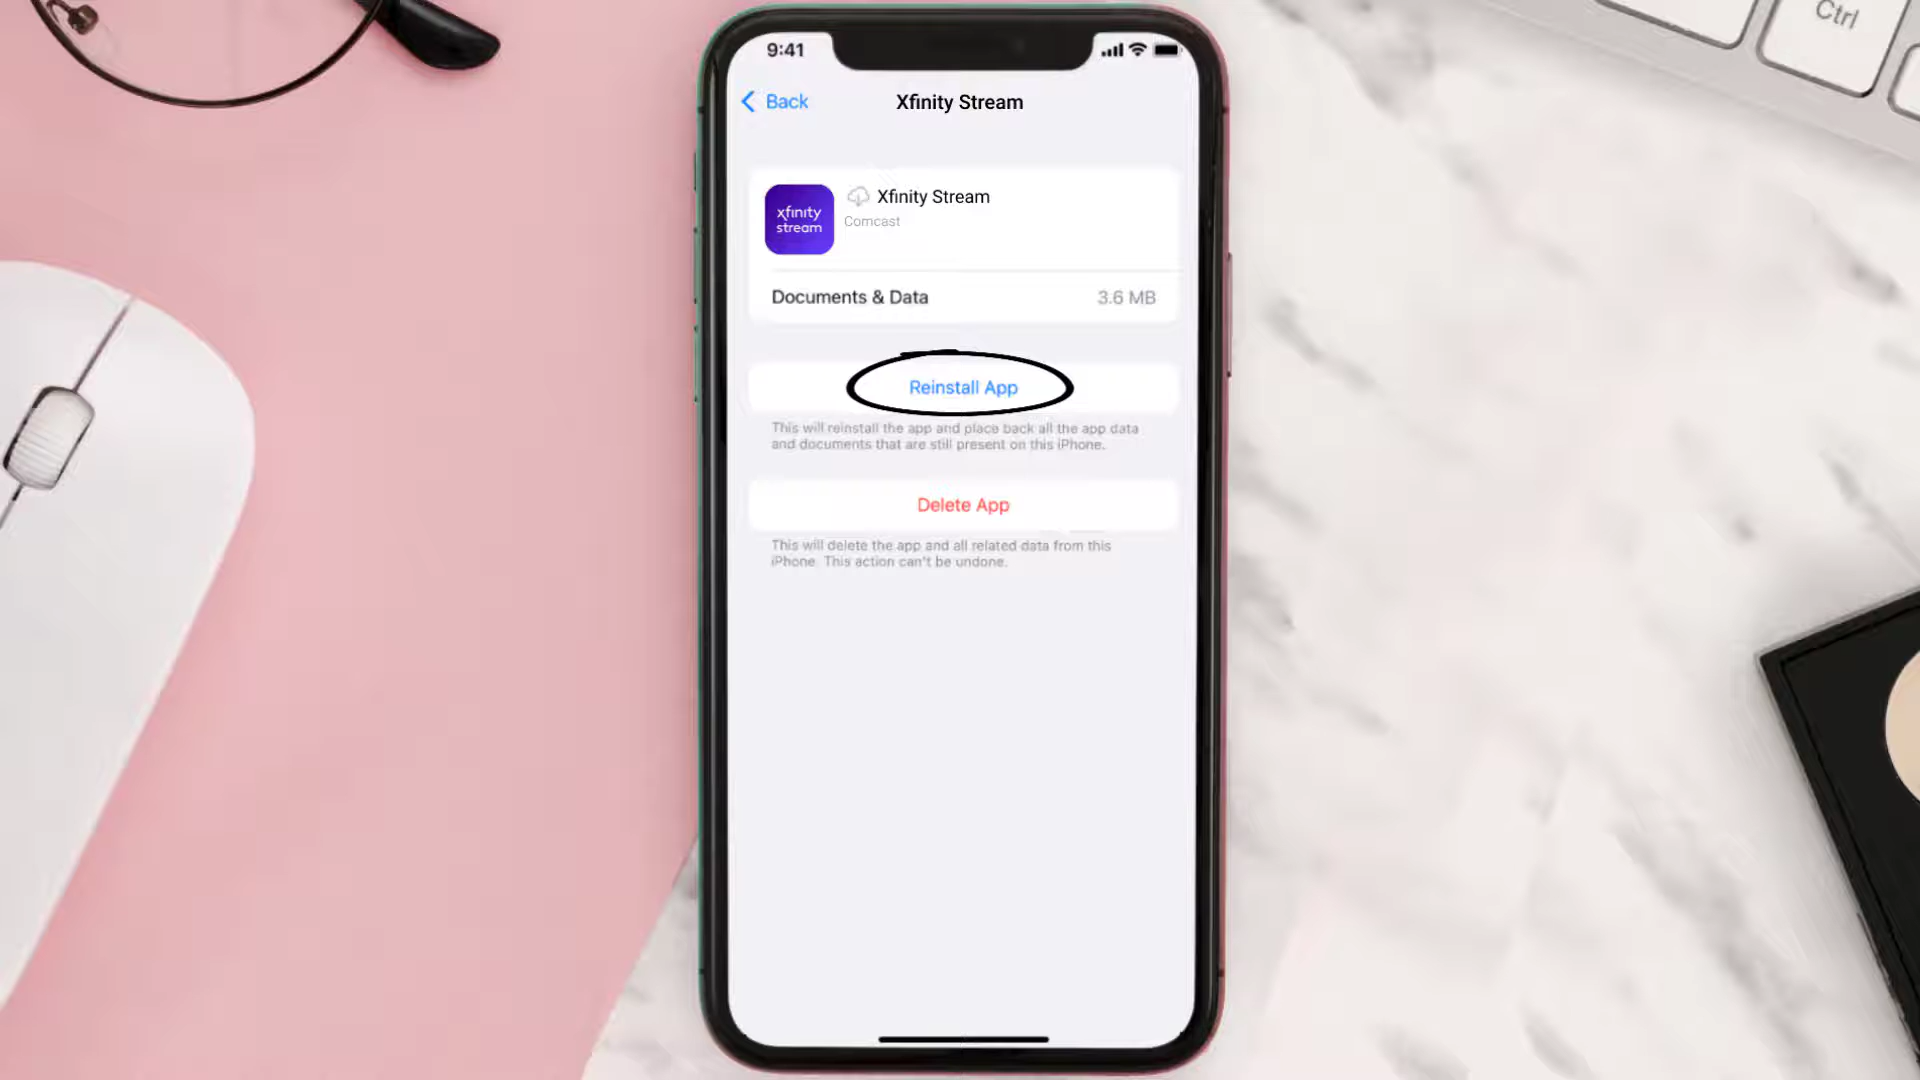 Ctrl
9:41
Back
Xfinity Stream
xfinity
stream
Xfinity Stream
Comcast
Documents & Data
3.6 MB
Reinstall App
This will reinstall the app and place back all the app data
and documents that are still present on this iPhone.
Delete App
This will delete the app and all related data from this
iPhone. This action can't be undone.